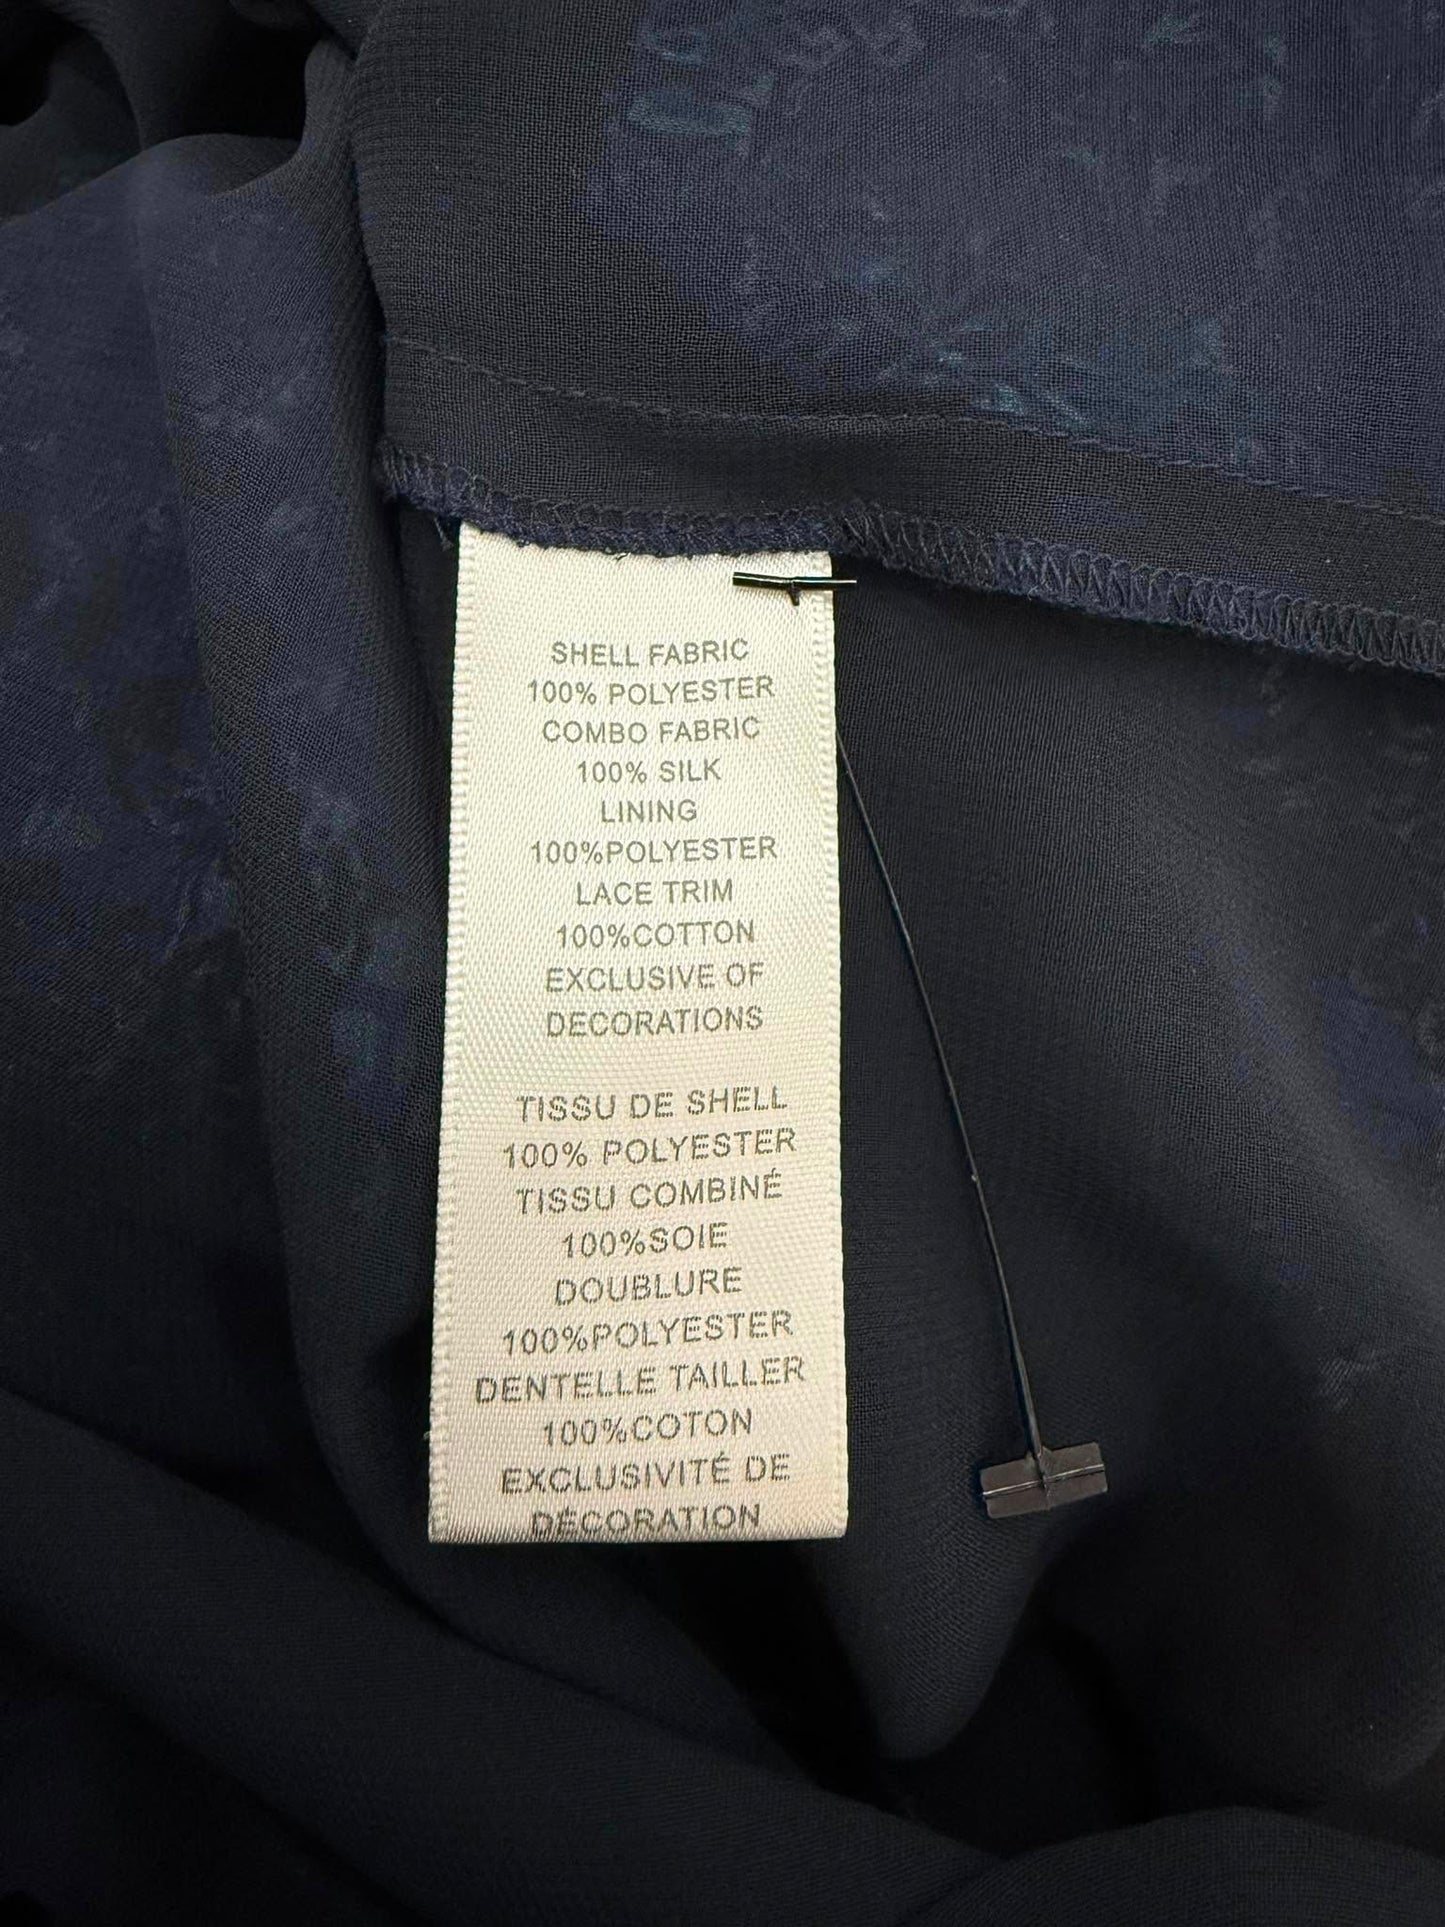 SHELL FABRIC
100% POLYESTER
COMBO FABRIC
100% SILK
LINING
100%POLYESTER
LACE TRIM
100%COTTON
EXCLUSIVE OF
DECORATIONS
TISSU DE SHELL
100% POLYESTER
TISSU COMBINÉ
100%SOIE
DOUBLURE
100%POLYESTER
DENTELLE TAILLER
100%COTON
EXCLUSIVITÉ DE
DÉCORATION